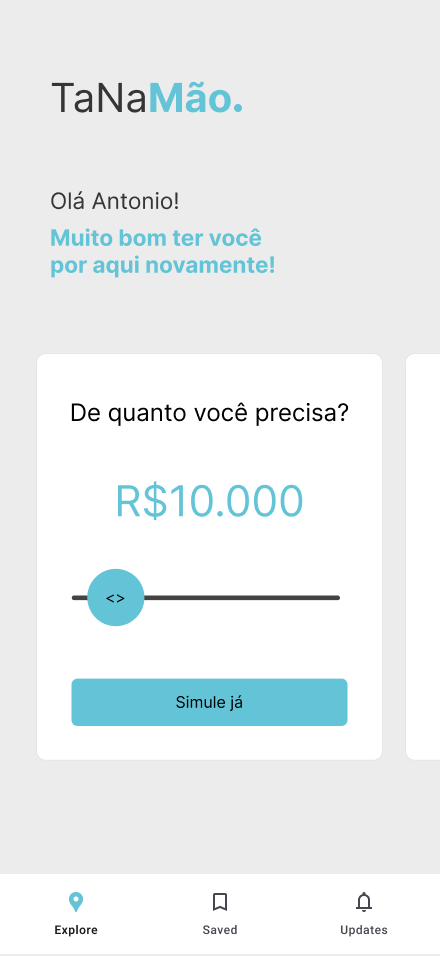 TaNaMão.
Olá Antonio!
Muito bom ter você
por aqui novamente!
De quanto você precisa?
R$10.000
<>
Simule já
Explore
Saved
Updates